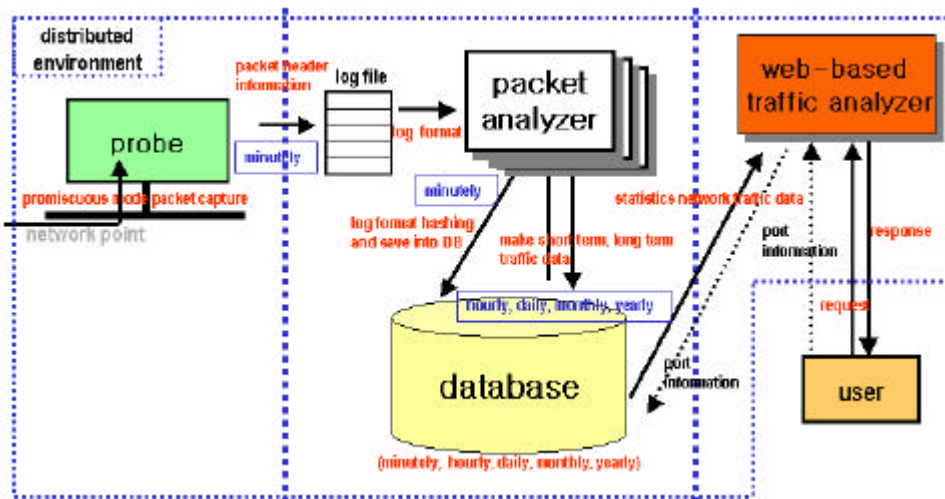 distributed
environment
packet header
information
log file
probe
minutely
log format
packet
analyzer
web-based
traffic analyzer
promiscuous mode packet capture
network point
minutely
statistics network traffic data
log format hashing
and save into DB
make short term, long term
traffic data
port
information
response
hourly, daily, monthly, yearly
request
database
port
information
user
(minutely, hourly, daily, monthly, yearly)